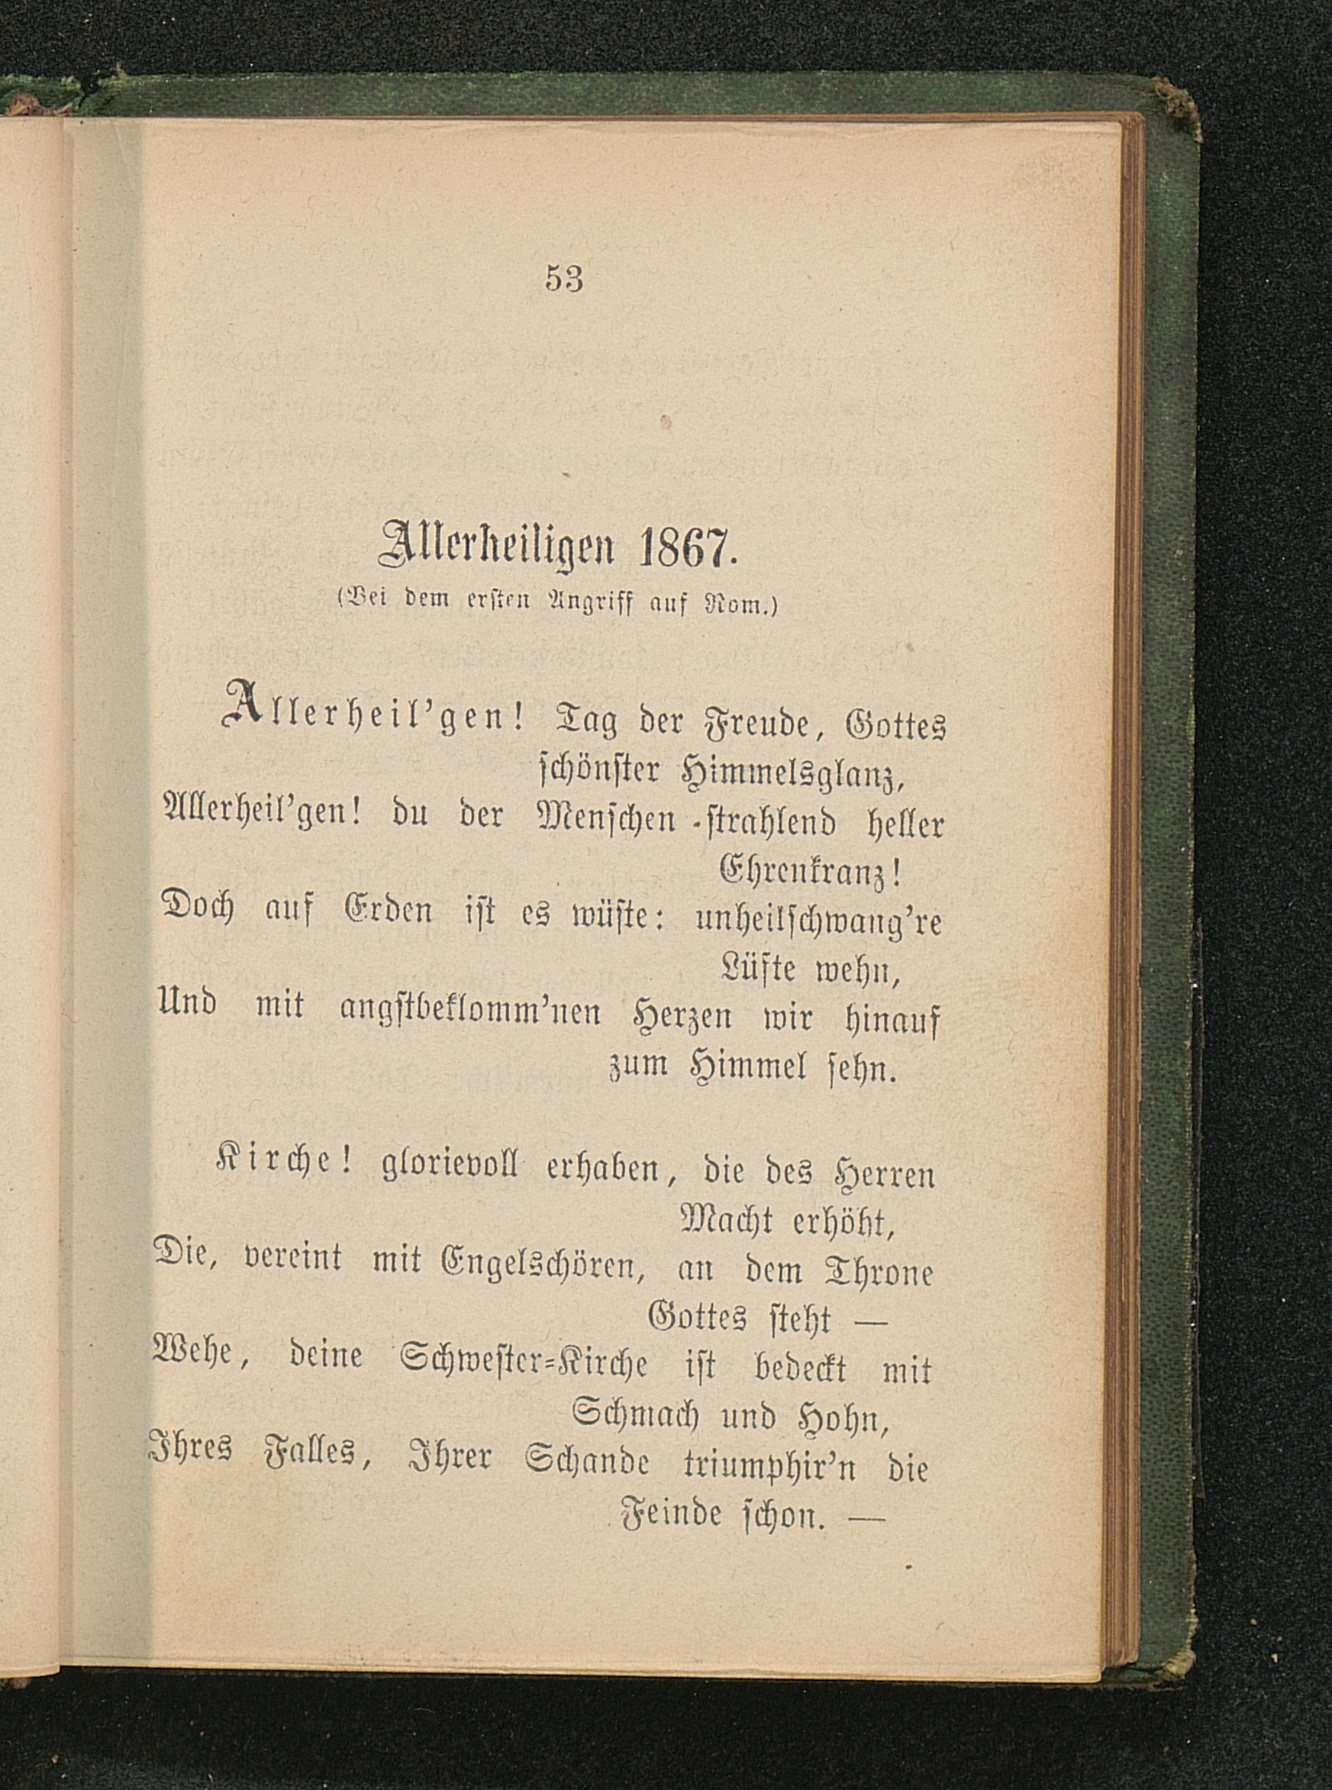 53
Allerheiligen 1867.
(Bei dem ersten Angriff auf Rom.)
Allerheil'gen! Tag der Freude, Gottes
schönster Himmelsglanz,
Allerheil'gen! du der Menschen strahlend heller
Ehrenkranz!
Doch auf Erden ist es wüste: unheilschwang're
Lüfte wehn,
Und mit angstbeklomm'nen Herzen wir hinauf
zum Himmel sehn.
Kirche! glorievoll erhaben, die des Herren
Macht erhöht,
Die, vereint mit Engelschören, an dem Throne
Gottes steht —
Wehe, deine Schwester-Kirche ist bedeckt mit
Schmach und Hohn,
Ihres Falles, Ihrer Schande triumphir'n die
Feinde schon. —